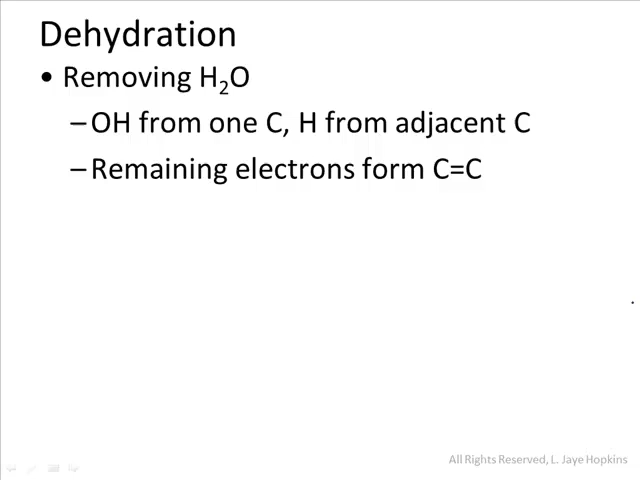 Dehydration
• Removing H₂O
–OH from one C, H from adjacent C
–Remaining electrons form C=C
All Rights Reserved, L. Jaye Hopkins